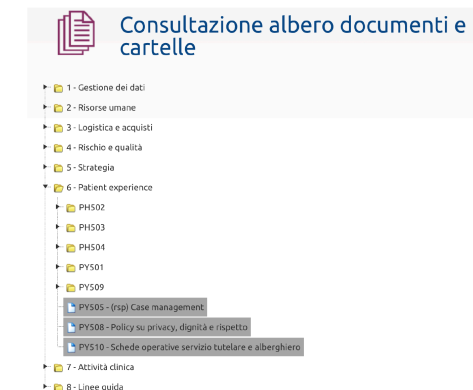 Consultazione albero documenti e
cartelle
1 - Gestione dei dati
2 - Risorse umane
3 - Logistica e acquisti
4 - Rischio e qualità
5 - Strategia
6 - Patient experience
PH502
PH503
PH504
PY501
PY509
PY505 - (rsp) Case management
PY508 - Policy su privacy, dignità e rispetto
PY510 - Schede operative servizio tutelare e alberghiero
7 - Attività clinica
8 - Linee guida